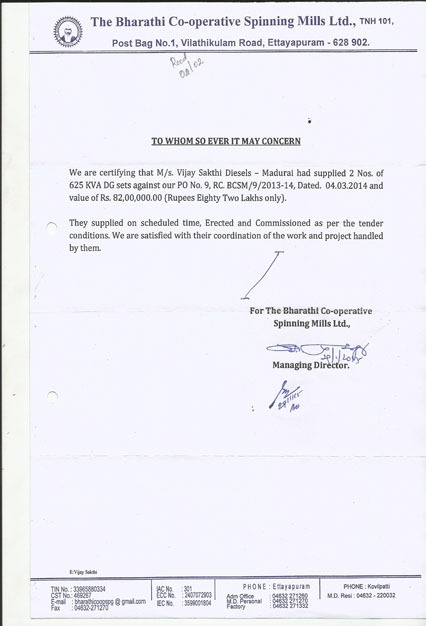 The Bharathi Co-operative Spinning Mills Ltd., TNH 101,
Post Bag No.1, Vilathikulam Road, Ettayapuram - 628 902.
TO WHOM SO EVER IT MAY CONCERN
We are certifying that M/s. Vijay Sakthi Diesels – Madurai had supplied 2 Nos. of
625 KVA DG sets against our PO No. 9, RC. BCSM/9/2013-14, Dated. 04.03.2014 and
value of Rs. 82,00,000.00 (Rupees Eighty Two Lakhs only).
They supplied on scheduled time, Erected and Commissioned as per the tender
conditions. We are satisfied with their coordination of the work and project handled
by them.
For The Bharathi Co-operative
Spinning Mills Ltd.,
Managing Director.
E:Vijay Sakthi
TIN No. : 33965880334
CST No.: 469267
E-mail : bharathicoopspg @ gmail.com
Fax : 04632-271270
IAC No. : 301
ECC No. : 2407072903
IEC No. : 3599001804
PHONE : Ettayapuram
Adm Office : 04632 271260
M.D. Personal : 04632 271270
Factory : 04632 271332
PHONE : Kovilpatti
M.D. Resi : 04632 - 220032